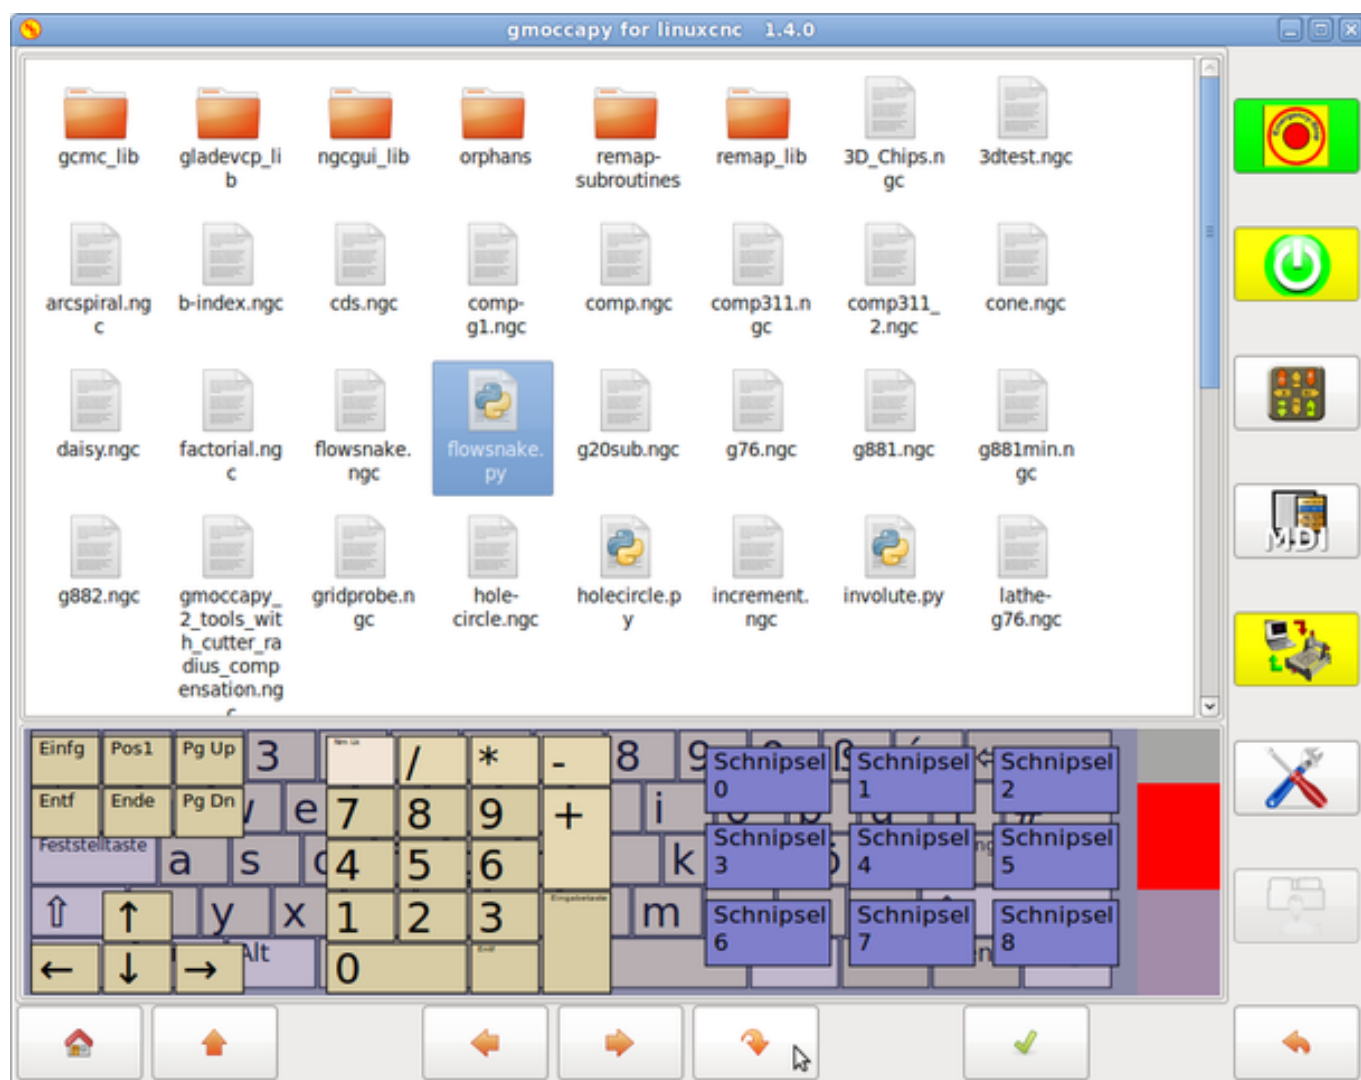 gmoccapy for linuxcnc 1.4.0
gcmc_lib
gladevcp_li
b
ngcgui_lib
orphans
remap-
subroutines
remap_lib
3D_Chips.n
gc
3dtest.ngc
arcspiral.ng
c
b-index.ngc
cds.ngc
comp-
g1.ngc
comp.ngc
comp311.n
gc
comp311_
2.ngc
cone.ngc
daisy.ngc
factorial.ng
c
flowsnake.
ngc
flowsnake.
py
g20sub.ngc
g76.ngc
g881.ngc
g881min.n
gc
g882.ngc
gmoccapy_
2_tools_wit
h_cutter_ra
dius_comp
ensation.ng
c
gridprobe.n
gc
hole-
circle.ngc
holecircle.p
y
increment.
ngc
involute.py
lathe-
g76.ngc
MDI
Einfg Pos1 Pg Up 3 / * - 8 9 ß
Schnipsel
0
Schnipsel
1
Schnipsel
2
Entf Ende Pg Dn e 7 8 9 + i
Feststelltaste a s 4 5 6 k
Schnipsel
3
Schnipsel
4
Schnipsel
5
⇧ ↑ y x 1 2 3 Eingabetaste m
Schnipsel
6
Schnipsel
7
Schnipsel
8
← ↓ → Alt 0 Entf